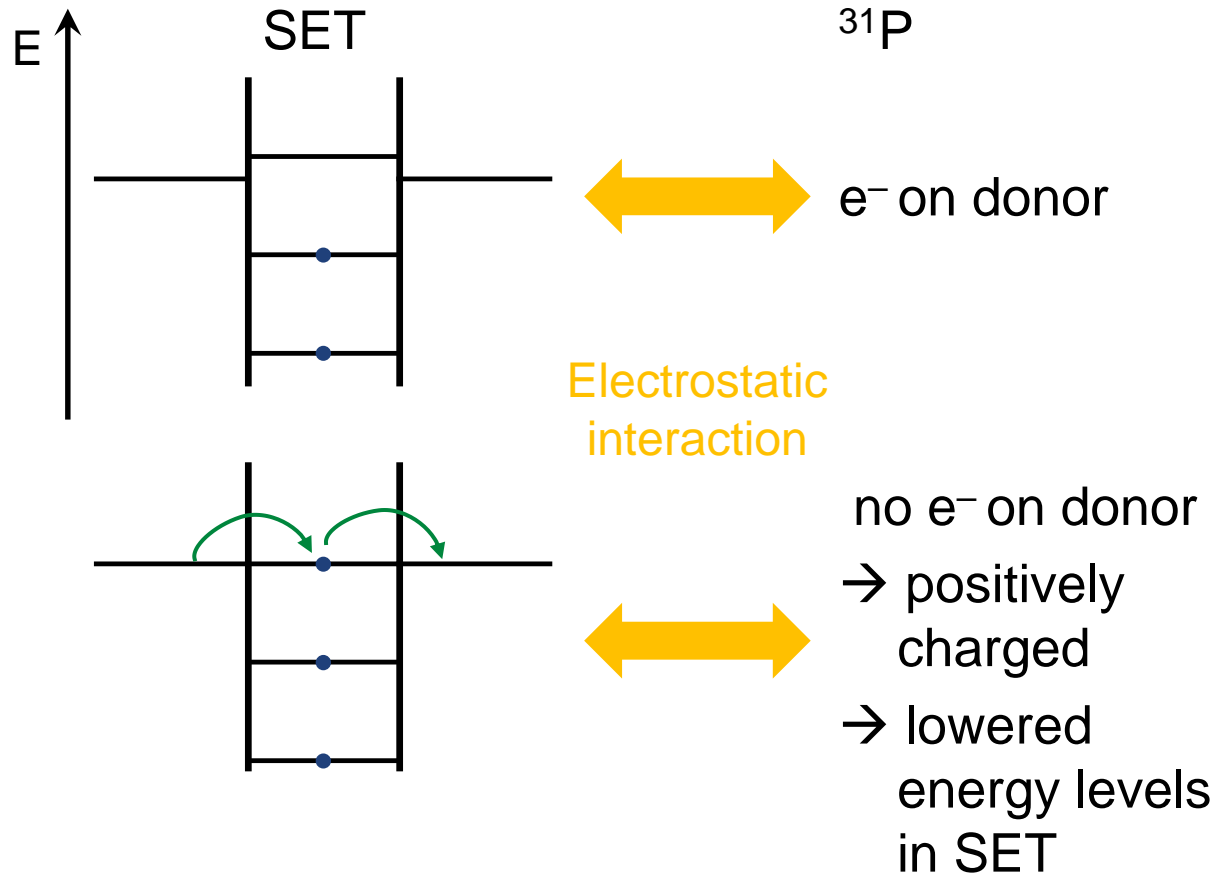 E
SET
³¹P
e⁻ on donor
Electrostatic
interaction
no e⁻ on donor
→ positively
charged
→ lowered
energy levels
in SET